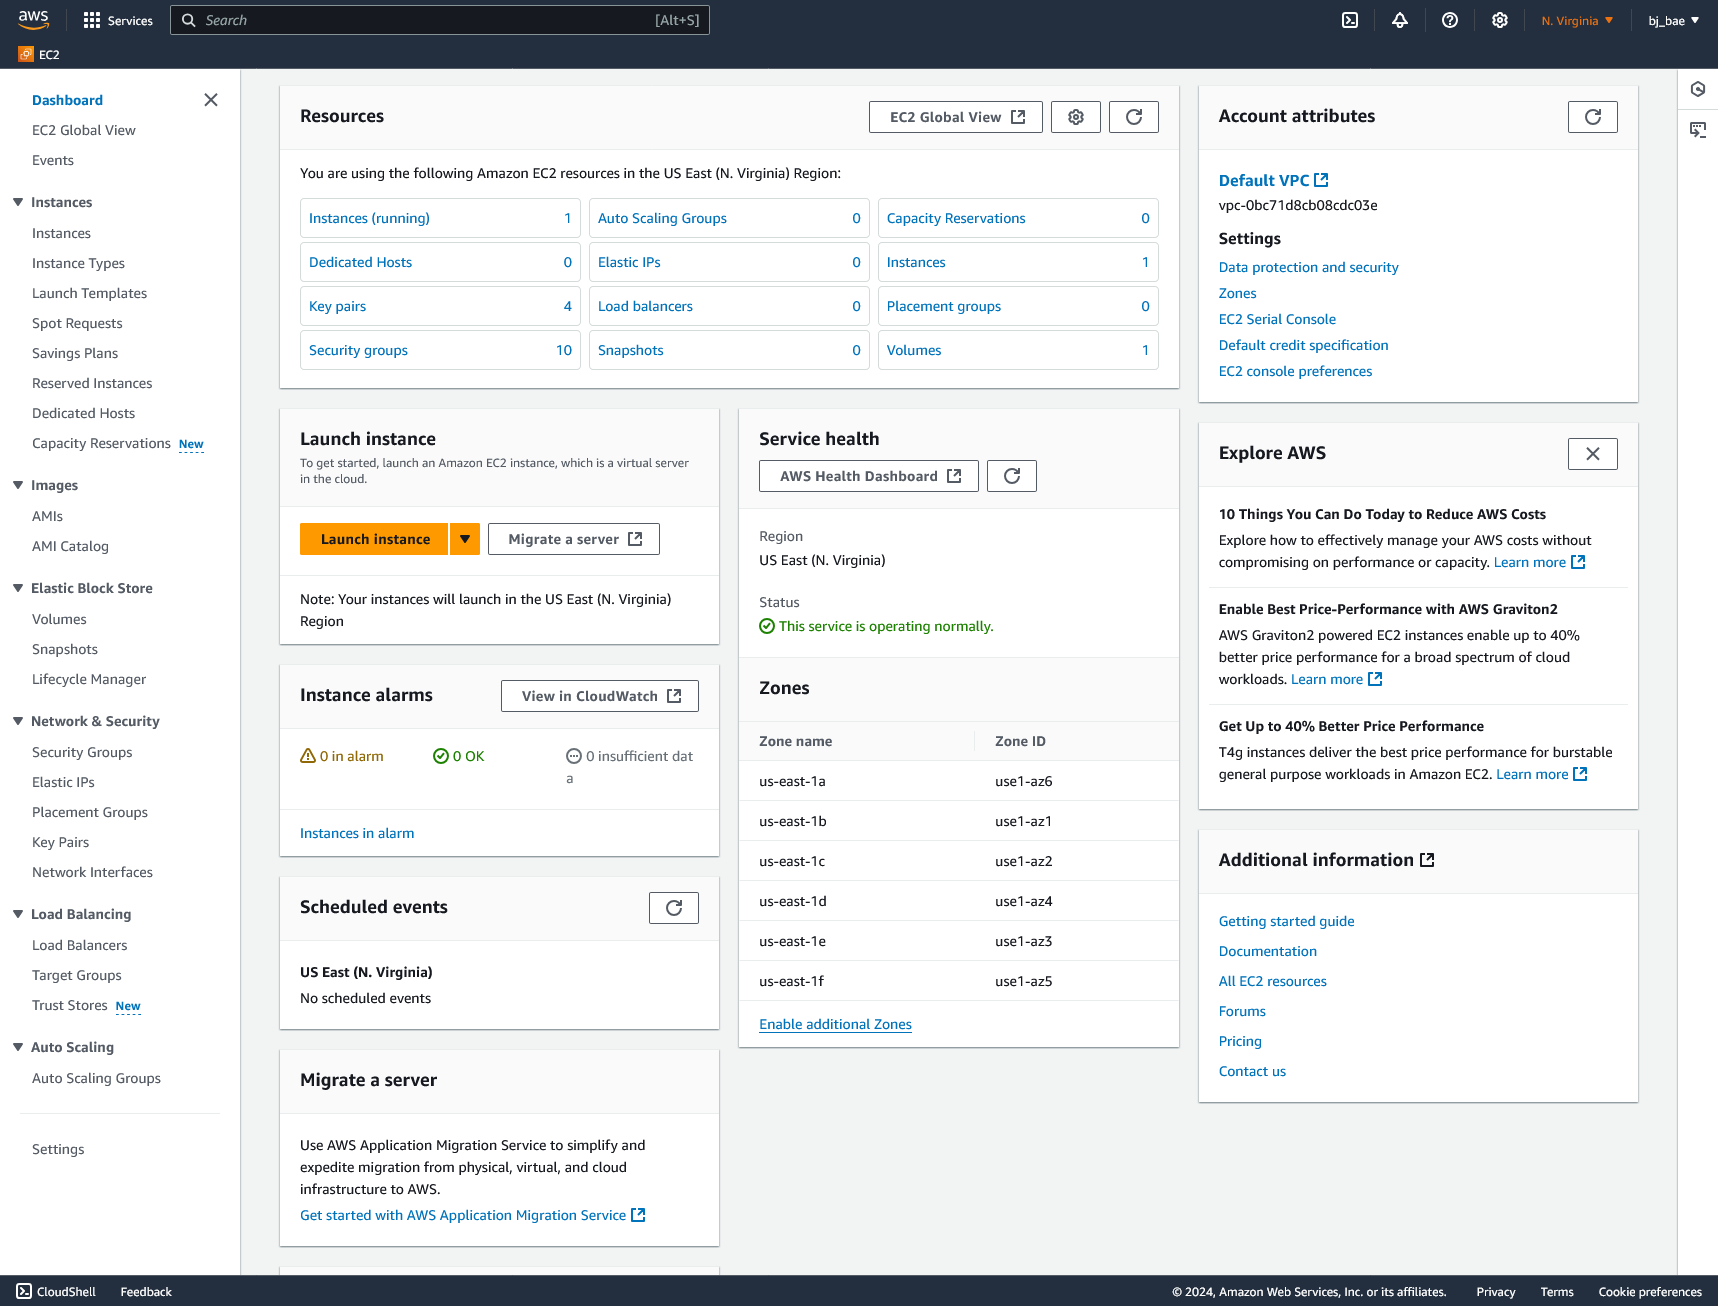 aws
Services
Search
[Alt+S]
N. Virginia
bj_bae
EC2
Dashboard
EC2 Global View
Events
Instances
Instances
Instance Types
Launch Templates
Spot Requests
Savings Plans
Reserved Instances
Dedicated Hosts
Capacity Reservations New
Images
AMIs
AMI Catalog
Elastic Block Store
Volumes
Snapshots
Lifecycle Manager
Network & Security
Security Groups
Elastic IPs
Placement Groups
Key Pairs
Network Interfaces
Load Balancing
Load Balancers
Target Groups
Trust Stores New
Auto Scaling
Auto Scaling Groups
Settings
Resources
EC2 Global View
You are using the following Amazon EC2 resources in the US East (N. Virginia) Region:
Instances (running) 1
Auto Scaling Groups 0
Capacity Reservations 0
Dedicated Hosts 0
Elastic IPs 0
Instances 1
Key pairs 4
Load balancers 0
Placement groups 0
Security groups 10
Snapshots 0
Volumes 1
Launch instance
To get started, launch an Amazon EC2 instance, which is a virtual server
in the cloud.
Launch instance
Migrate a server
Note: Your instances will launch in the US East (N. Virginia)
Region
Instance alarms
View in CloudWatch
0 in alarm
0 OK
0 insufficient dat
a
Instances in alarm
Scheduled events
US East (N. Virginia)
No scheduled events
Migrate a server
Use AWS Application Migration Service to simplify and
expedite migration from physical, virtual, and cloud
infrastructure to AWS.
Get started with AWS Application Migration Service
Service health
AWS Health Dashboard
Region
US East (N. Virginia)
Status
This service is operating normally.
Zones
Zone name Zone ID
us-east-1a use1-az6
us-east-1b use1-az1
us-east-1c use1-az2
us-east-1d use1-az4
us-east-1e use1-az3
us-east-1f use1-az5
Enable additional Zones
Account attributes
Default VPC
vpc-0bc71d8cb08cdc03e
Settings
Data protection and security
Zones
EC2 Serial Console
Default credit specification
EC2 console preferences
Explore AWS
10 Things You Can Do Today to Reduce AWS Costs
Explore how to effectively manage your AWS costs without
compromising on performance or capacity. Learn more
Enable Best Price-Performance with AWS Graviton2
AWS Graviton2 powered EC2 instances enable up to 40%
better price performance for a broad spectrum of cloud
workloads. Learn more
Get Up to 40% Better Price Performance
T4g instances deliver the best price performance for burstable
general purpose workloads in Amazon EC2. Learn more
Additional information
Getting started guide
Documentation
All EC2 resources
Forums
Pricing
Contact us
CloudShell
Feedback
© 2024, Amazon Web Services, Inc. or its affiliates.
Privacy
Terms
Cookie preferences